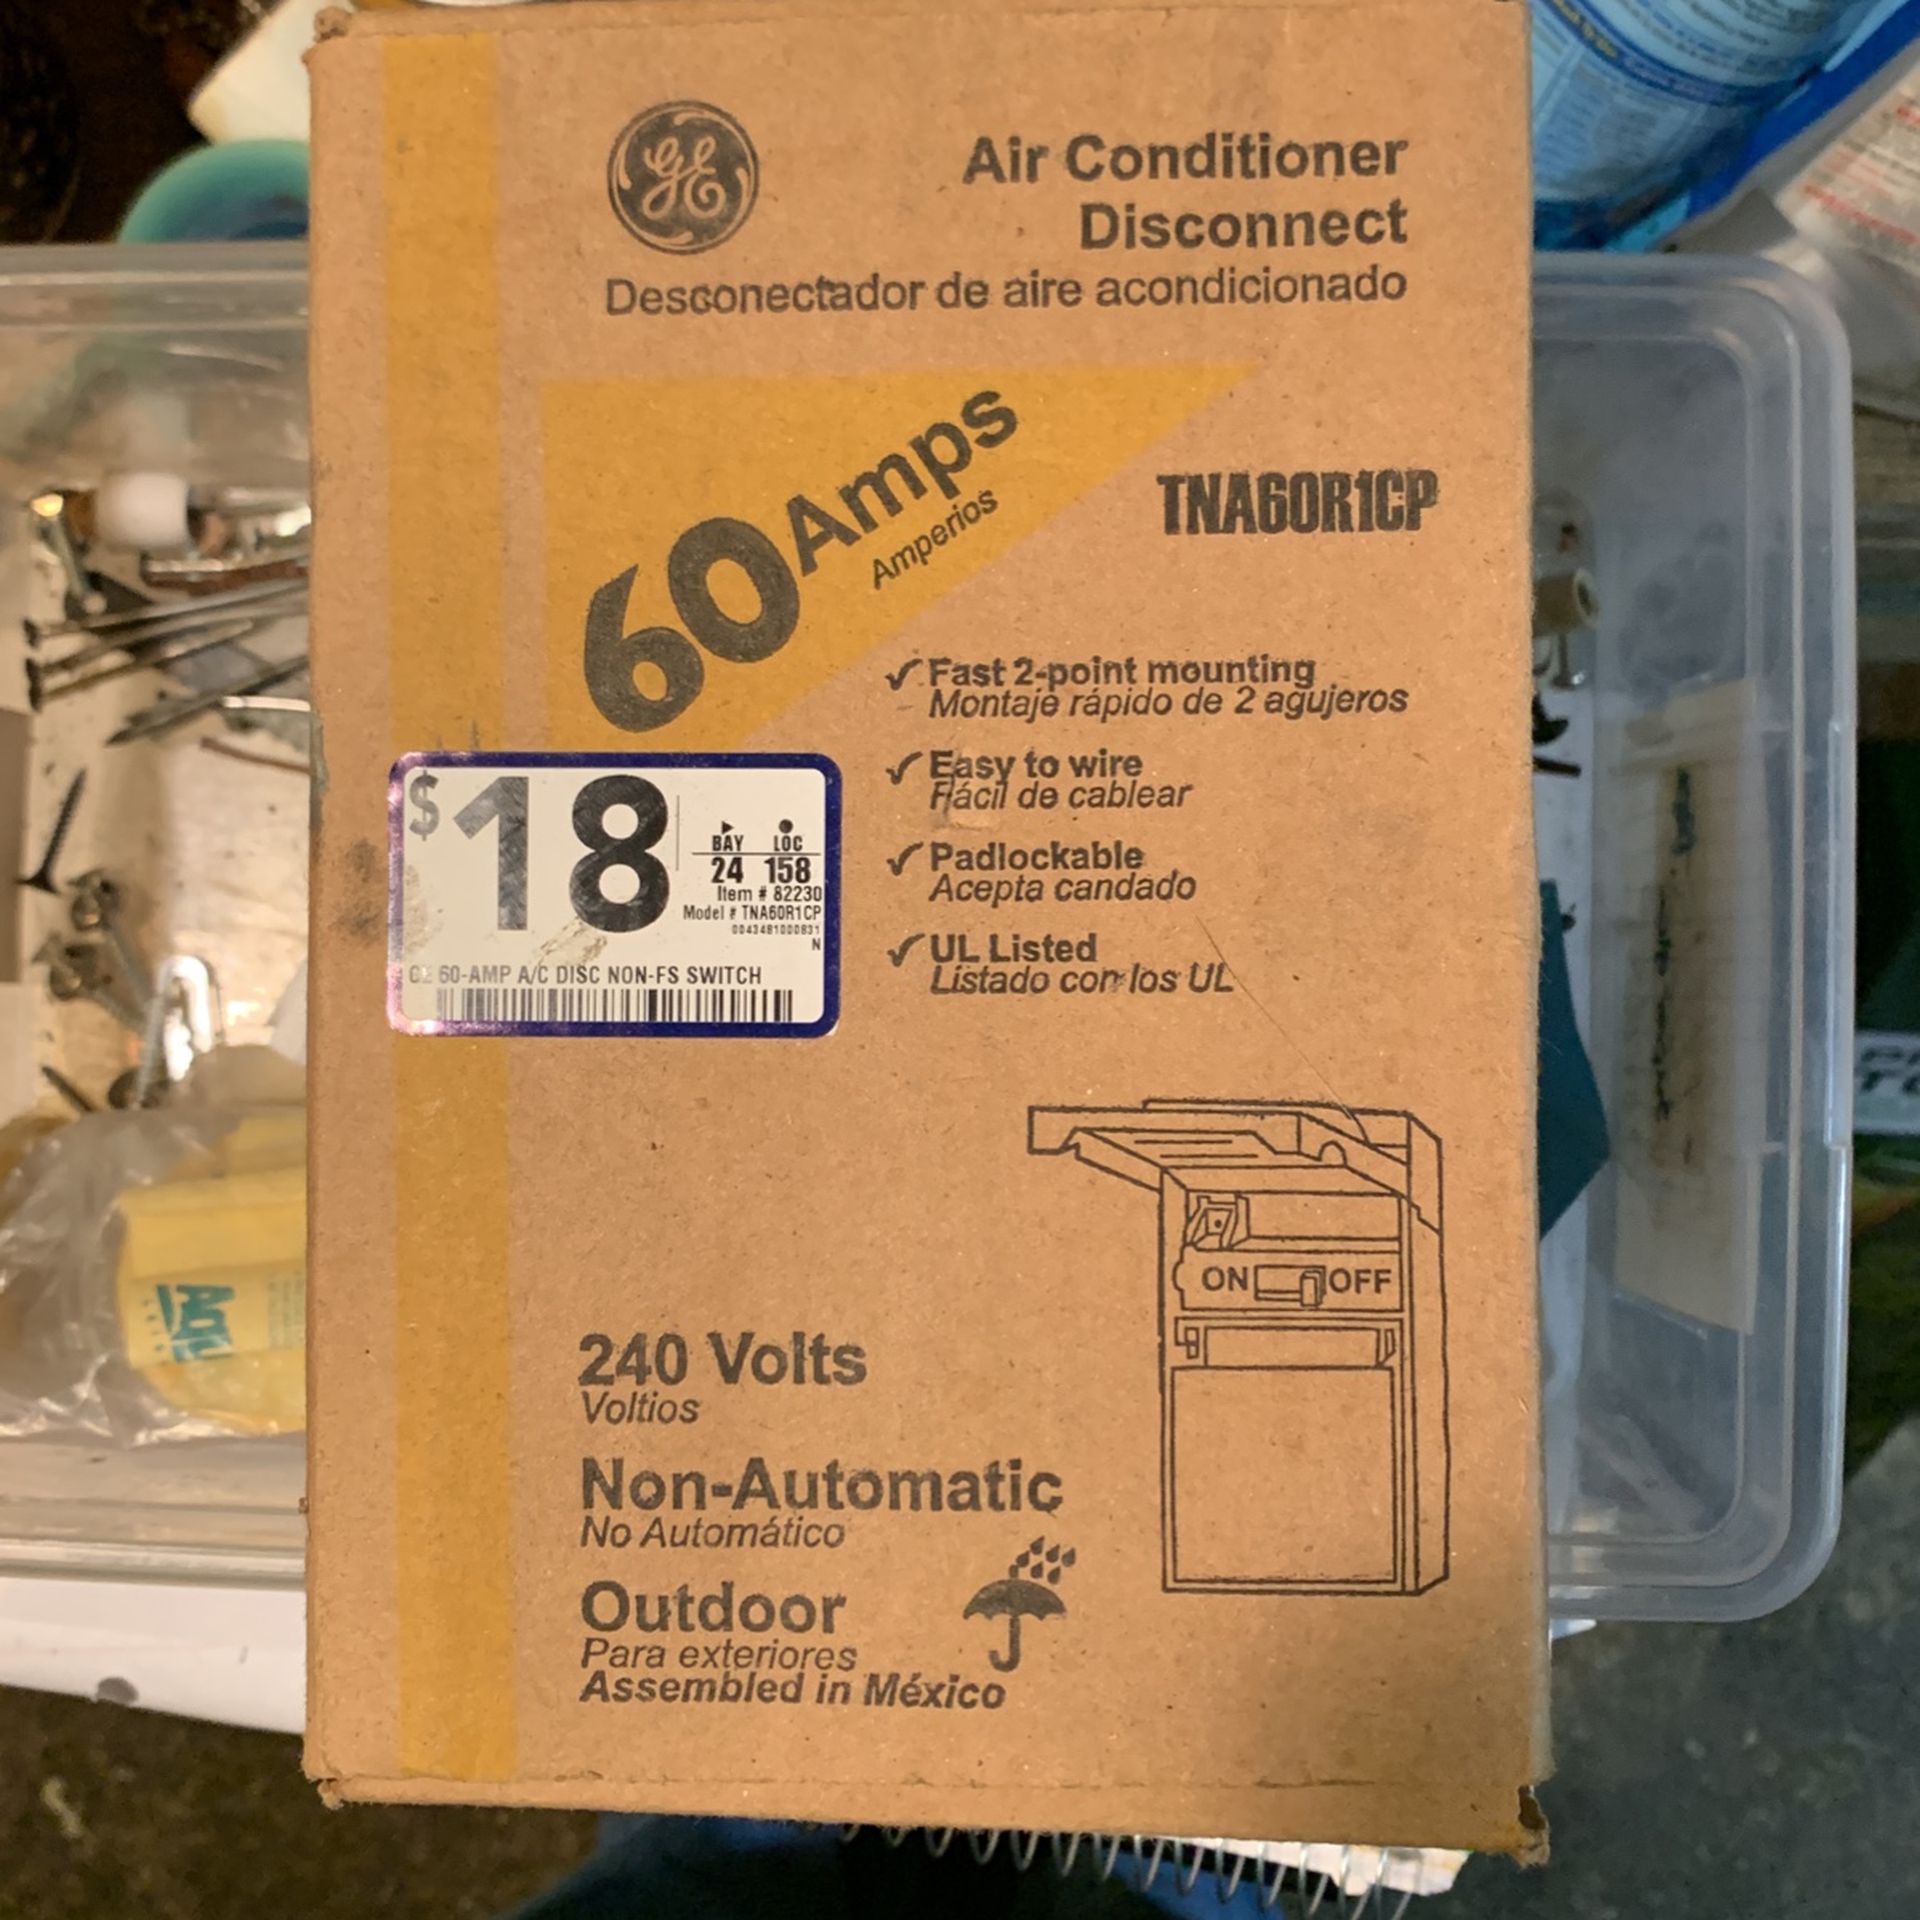 GE
Air Conditioner
Disconnect
Desconectador de aire acondicionado
60 Amps
Amperios
TNA60R1CP
✓ Fast 2-point mounting
Montaje rápido de 2 agujeros
✓ Easy to wire
Fácil de cablear
✓ Padlockable
Acepta candado
✓ UL Listed
Listado con los UL
$18
BAY LOC
24 158
Item # 82230
Model # TNA60R1CP
0043481000831
N
GE 60-AMP A/C DISC NON-FS SWITCH
ON OFF
240 Volts
Voltios
Non-Automatic
No Automático
Outdoor
Para exteriores
Assembled in México